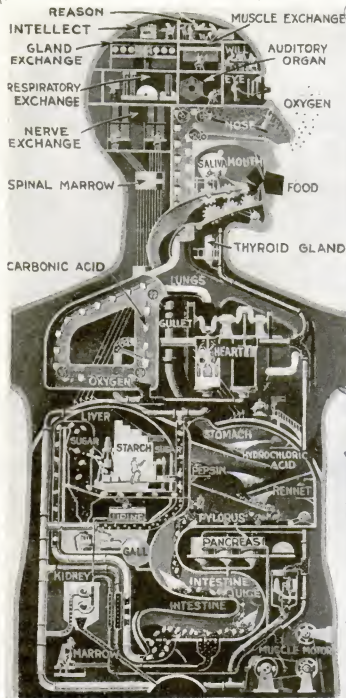 REASON
INTELLECT
MUSCLE EXCHANGE
GLAND
EXCHANGE
WILL
AUDITORY
ORGAN
RESPIRATORY
EXCHANGE
EYE
OXYGEN
NERVE
EXCHANGE
NOSE
SALIVA
MOUTH
SPINAL MARROW
FOOD
THYROID GLAND
CARBONIC ACID
LUNGS
GULLET
HEART
OXYGEN
LIVER
STOMACH
SUGAR
STARCH
SUGAR
HYDROCHLORIC
ACID
PEPSIN
RENNET
PYLORUS
GALL
PANCREAS
KIDNEY
INTESTINE
JUICE
INTESTINE
MARROW
MUSCLE MOTOR